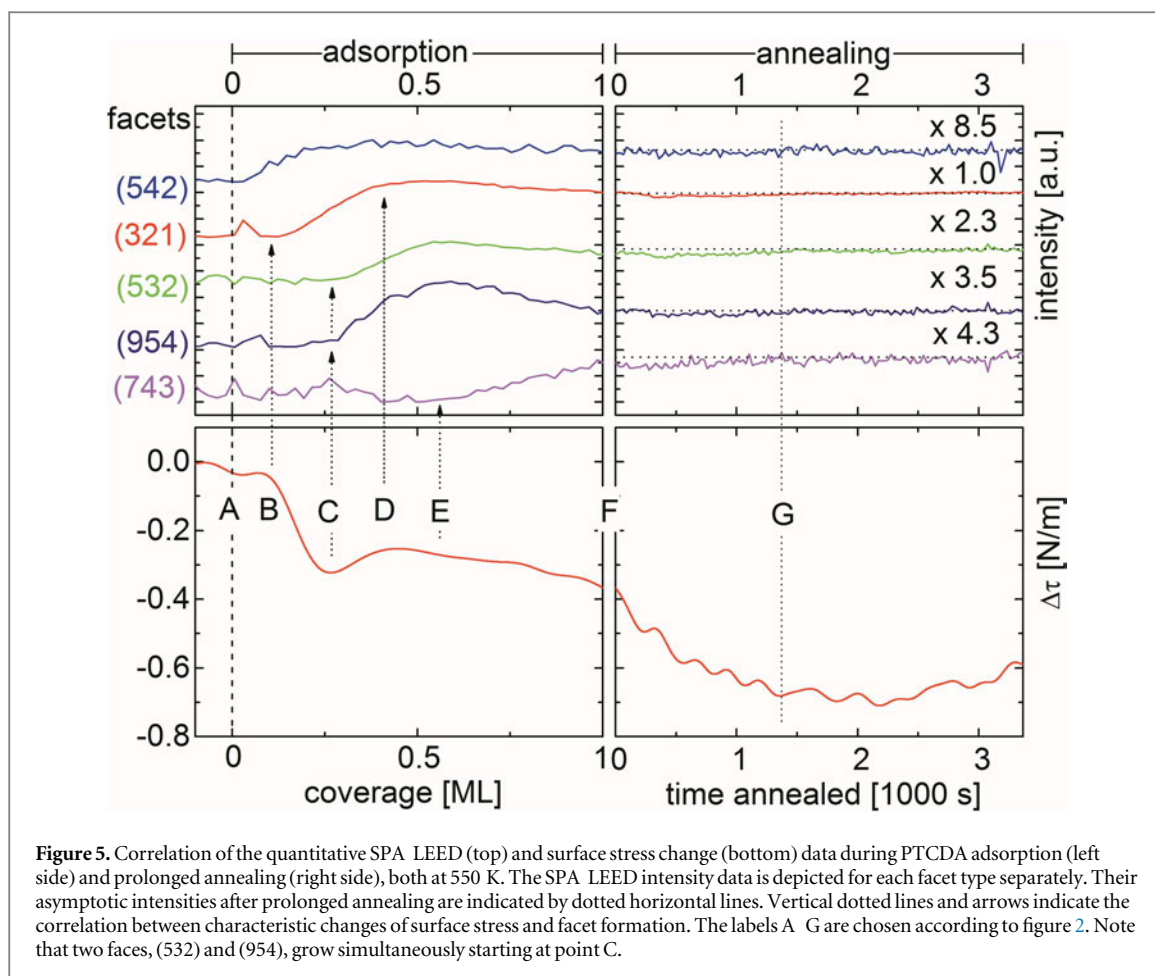 adsorption
annealing
0
0.5
1
0
1
2
3
facets
(542)
(321)
(532)
(954)
(743)
x 8.5
x 1.0
x 2.3
x 3.5
x 4.3
intensity [a.u.]
0.0
-0.2
-0.4
-0.6
-0.8
A
B
C
D
E
F
G
Δτ [N/m]
0
0.5
1
0
1
2
3
coverage [ML]
time annealed [1000 s]
Figure 5. Correlation of the quantitative SPA LEED (top) and surface stress change (bottom) data during PTCDA adsorption (left
side) and prolonged annealing (right side), both at 550 K. The SPA LEED intensity data is depicted for each facet type separately. Their
asymptotic intensities after prolonged annealing are indicated by dotted horizontal lines. Vertical dotted lines and arrows indicate the
correlation between characteristic changes of surface stress and facet formation. The labels A G are chosen according to figure 2. Note
that two faces, (532) and (954), grow simultaneously starting at point C.